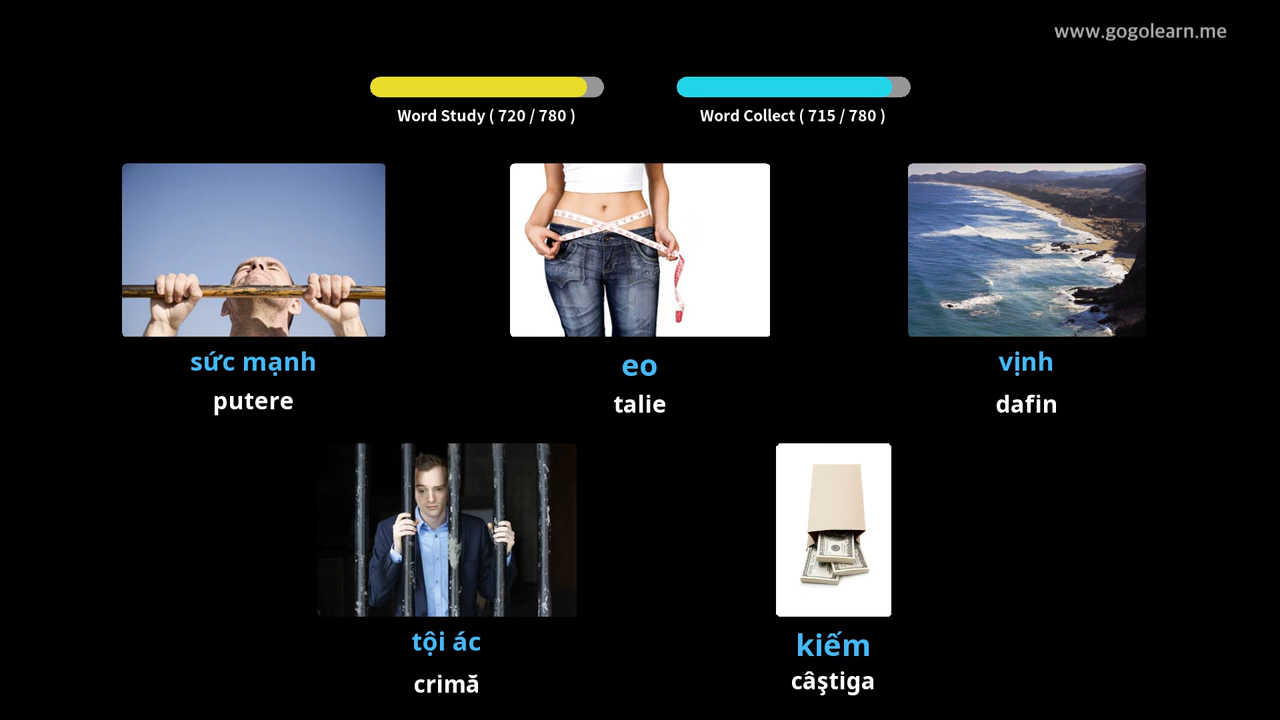 www.gogolearn.me
Word Study ( 720 / 780 )
Word Collect ( 715 / 780 )
sức mạnh
putere
eo
talie
vịnh
dafin
tội ác
crimă
kiếm
câştiga